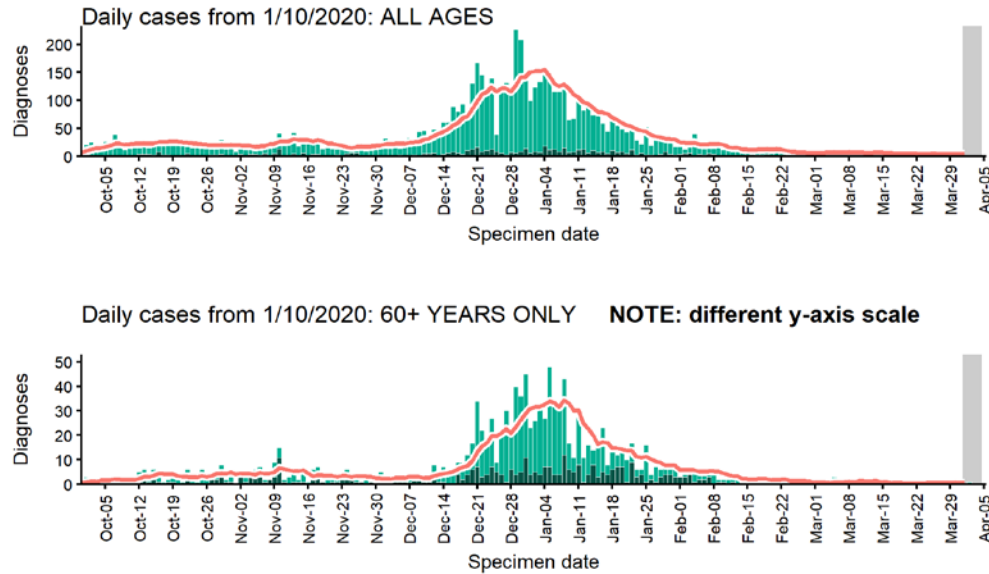 Daily cases from 1/10/2020: ALL AGES
Diagnoses
200
150
100
50
0
Oct-05 Oct-12 Oct-19 Oct-26 Nov-02 Nov-09 Nov-16 Nov-23 Nov-30 Dec-07 Dec-14 Dec-21 Dec-28 Jan-04 Jan-11 Jan-18 Jan-25 Feb-01 Feb-08 Feb-15 Feb-22 Mar-01 Mar-08 Mar-15 Mar-22 Mar-29 Apr-05
Specimen date
Daily cases from 1/10/2020: 60+ YEARS ONLY NOTE: different y-axis scale
Diagnoses
50
40
30
20
10
0
Oct-05 Oct-12 Oct-19 Oct-26 Nov-02 Nov-09 Nov-16 Nov-23 Nov-30 Dec-07 Dec-14 Dec-21 Dec-28 Jan-04 Jan-11 Jan-18 Jan-25 Feb-01 Feb-08 Feb-15 Feb-22 Mar-01 Mar-08 Mar-15 Mar-22 Mar-29 Apr-05
Specimen date